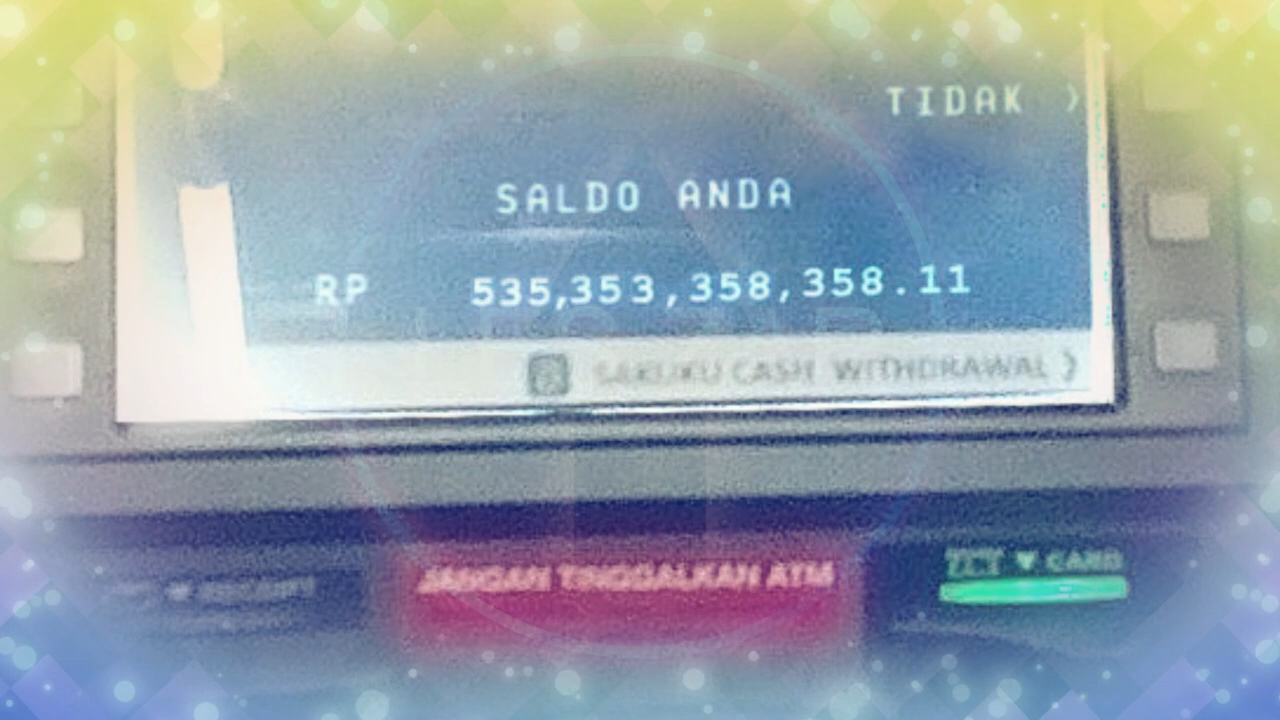 TIDAK >
SALDO ANDA
RP 535,353,358,358.11
SAKUKU CASH WITHDRAWAL >
JANGAN TINGGALKAN ATM
▼ CARD